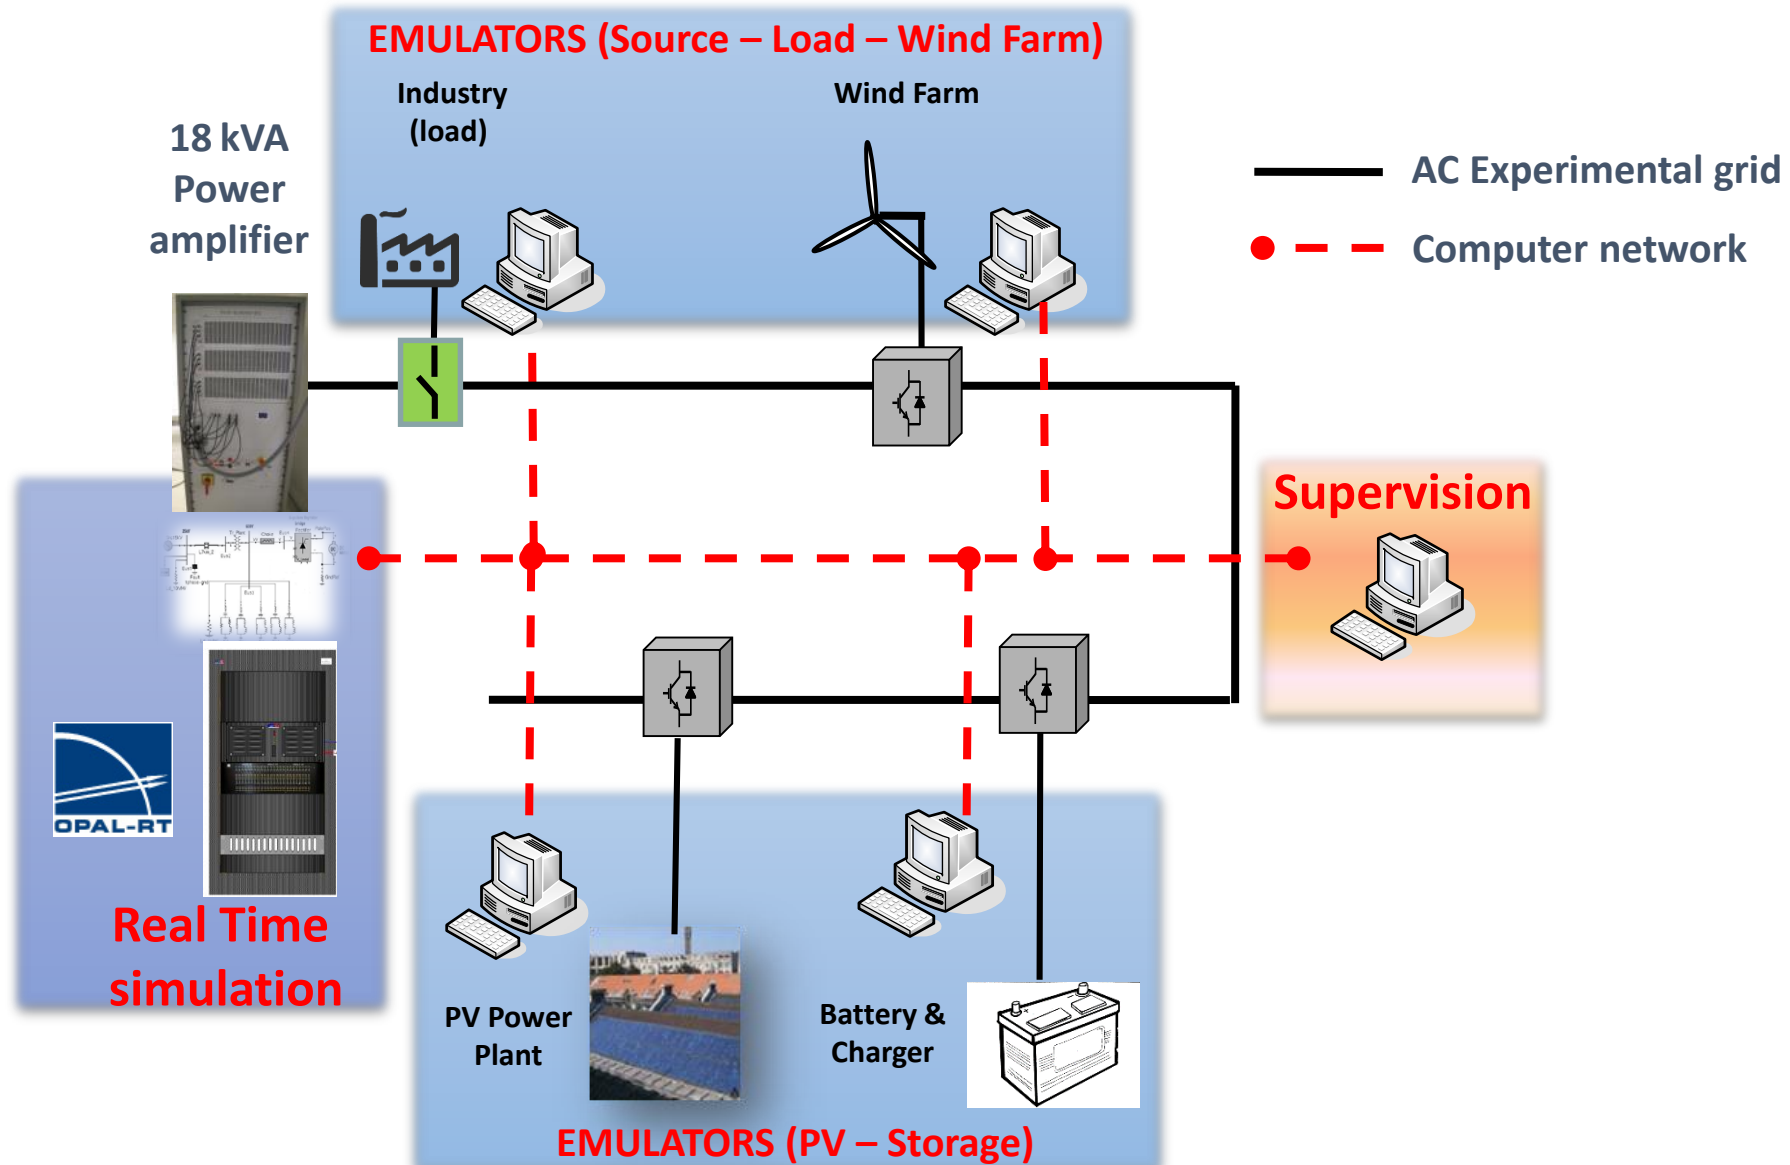 EMULATORS (Source – Load – Wind Farm)
Industry
(load)
Wind Farm
18 kVA
Power
amplifier
AC Experimental grid
Computer network
Supervision
OPAL-RT
Real Time
simulation
PV Power
Plant
Battery &
Charger
EMULATORS (PV – Storage)